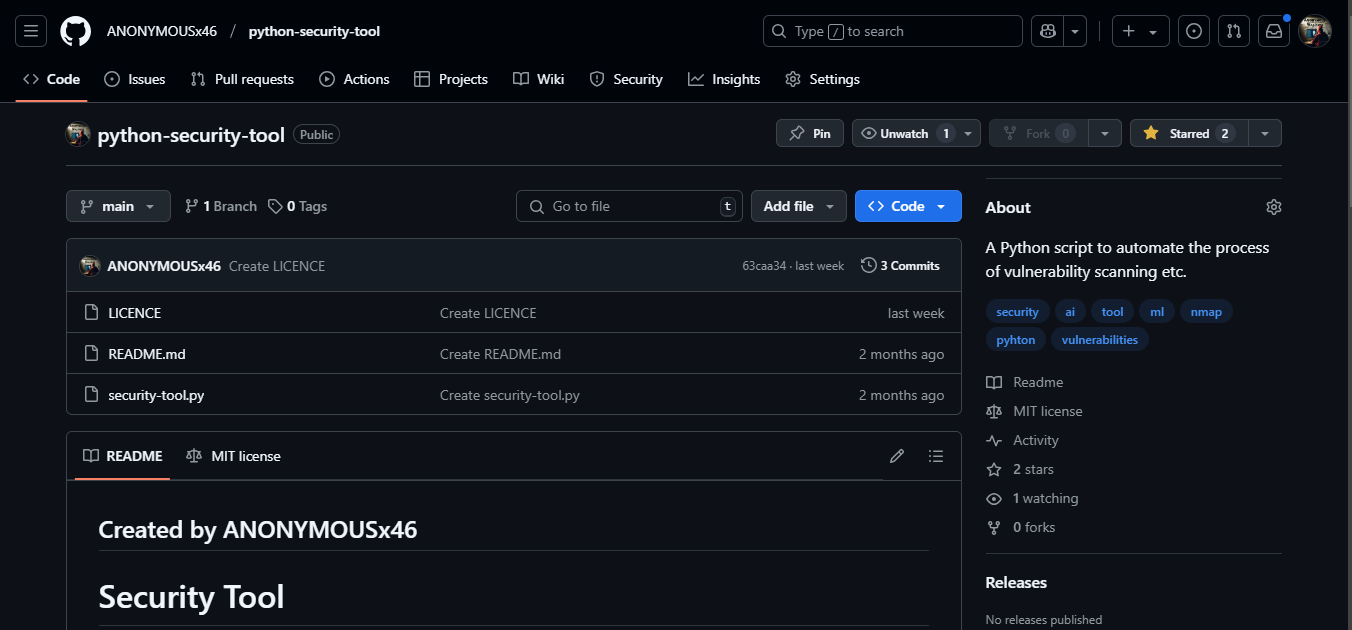 ANONYMOUSx46 / python-security-tool
Type / to search
Code Issues Pull requests Actions Projects Wiki Security Insights Settings
python-security-tool Public
Pin Unwatch 1 Fork 0 Starred 2
main 1 Branch 0 Tags Go to file t Add file Code
ANONYMOUSx46 Create LICENCE 63caa34 · last week 3 Commits
LICENCE Create LICENCE last week
README.md Create README.md 2 months ago
security-tool.py Create security-tool.py 2 months ago
README MIT license
Created by ANONYMOUSx46
Security Tool
About
A Python script to automate the process
of vulnerability scanning etc.
security ai tool ml nmap
pyhton vulnerabilities
Readme
MIT license
Activity
2 stars
1 watching
0 forks
Releases
No releases published